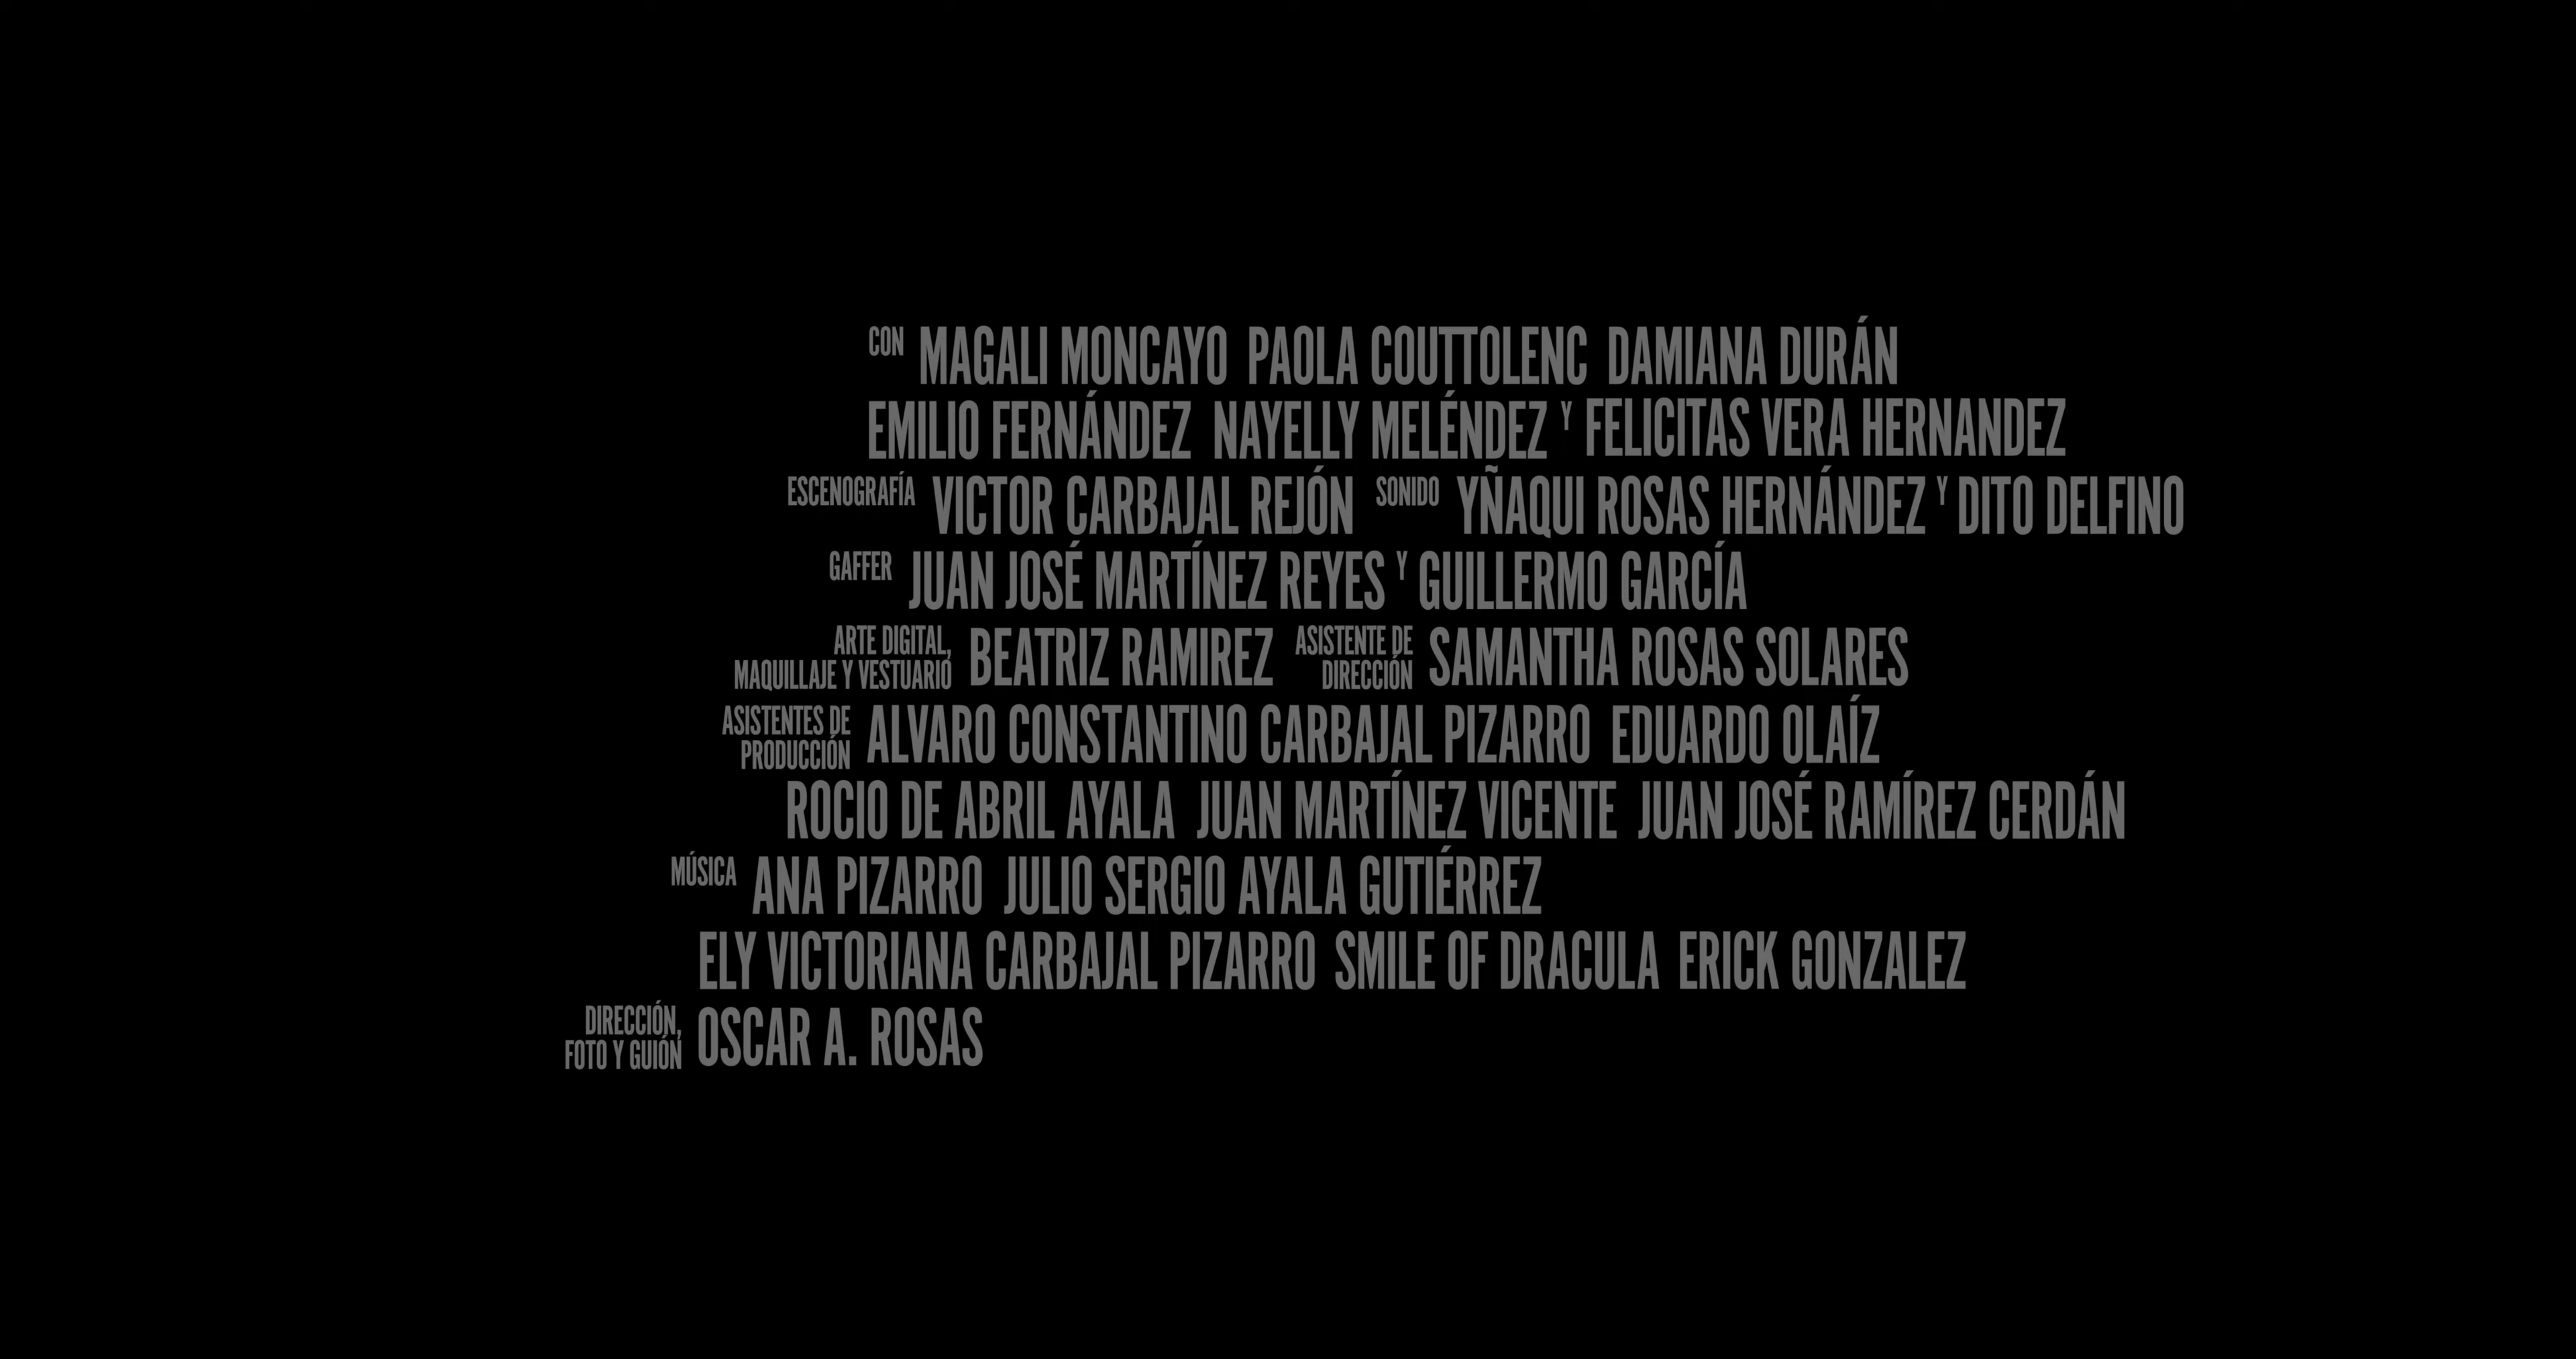 CON MAGALI MONCAYO PAOLA COUTTOLENC DAMIANA DURÁN
EMILIO FERNÁNDEZ NAYELLY MELÉNDEZ Y FELICITAS VERA HERNANDEZ
ESCENOGRAFÍA VICTOR CARBAJAL REJÓN SONIDO YÑAQUI ROSAS HERNÁNDEZ Y DITO DELFINO
GAFFER JUAN JOSÉ MARTÍNEZ REYES Y GUILLERMO GARCÍA
ARTE DIGITAL, MAQUILLAJE Y VESTUARIO BEATRIZ RAMIREZ ASISTENTE DE DIRECCIÓN SAMANTHA ROSAS SOLARES
ASISTENTES DE PRODUCCIÓN ALVARO CONSTANTINO CARBAJAL PIZARRO EDUARDO OLAÍZ
ROCIO DE ABRIL AYALA JUAN MARTÍNEZ VICENTE JUAN JOSÉ RAMÍREZ CERDÁN
MÚSICA ANA PIZARRO JULIO SERGIO AYALA GUTIÉRREZ
ELY VICTORIANA CARBAJAL PIZARRO SMILE OF DRACULA ERICK GONZALEZ
DIRECCIÓN, FOTO Y GUIÓN OSCAR A. ROSAS